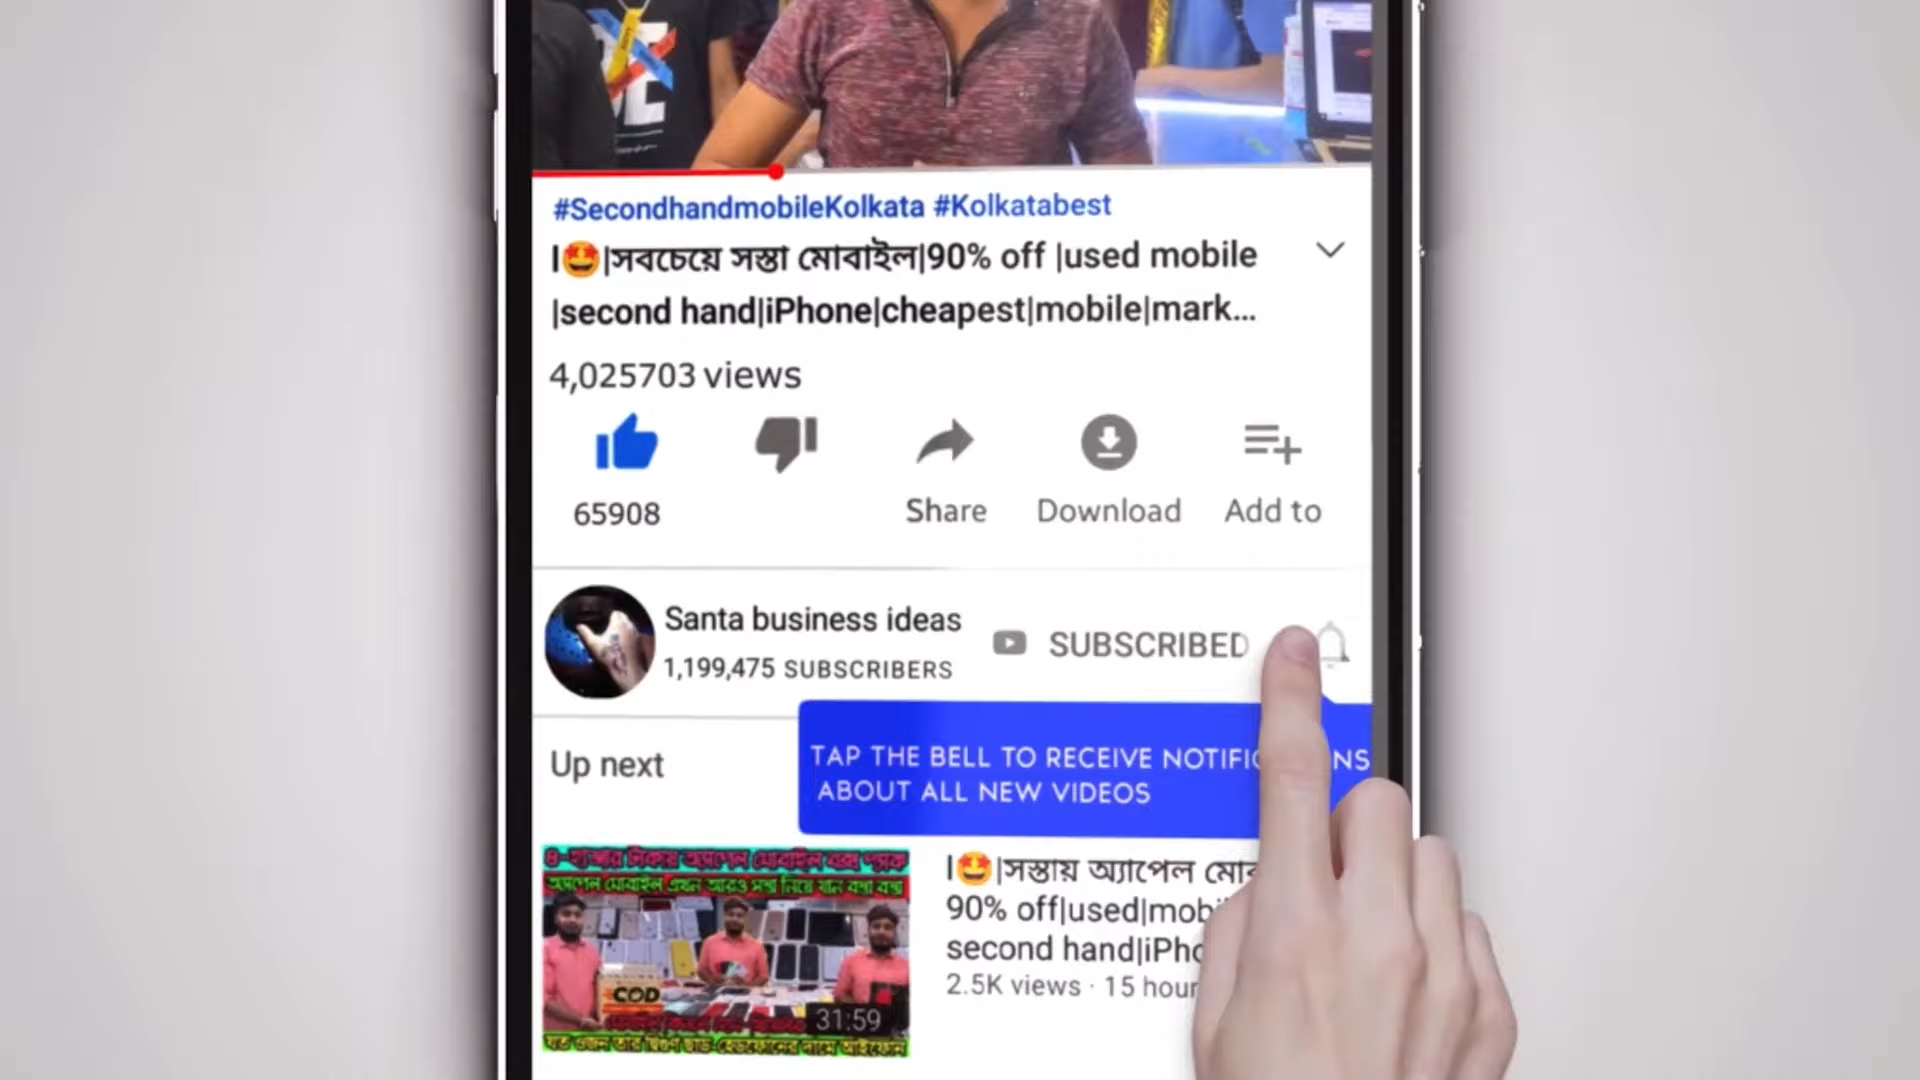 #SecondhandmobileKolkata #Kolkatabest
I🤩|সবচেয়ে সস্তা মোবাইল|90% off |used mobile
|second hand|iPhone|cheapest|mobile|mark...
4,025703 views
65908
Share
Download
Add to
Santa business ideas
SUBSCRIBED
1,199,475 SUBSCRIBERS
Up next
TAP THE BELL TO RECEIVE NOTIFIC NS
ABOUT ALL NEW VIDEOS
I🤩|সস্তায় অ্যাপেল মোব
90% off|used|mobi
second hand|iPho
2.5K views · 15 hour
COD
31:59